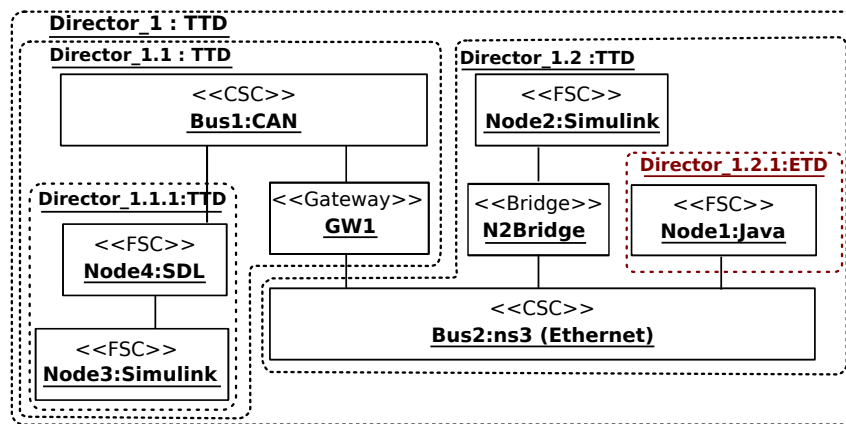 Director_1 : TTD
Director_1.1 : TTD
Director_1.2 :TTD
<<CSC>>
Bus1:CAN
<<FSC>>
Node2:Simulink
Director_1.2.1:ETD
Director_1.1.1:TTD
<<Gateway>>
GW1
<<Bridge>>
N2Bridge
<<FSC>>
Node1:Java
<<FSC>>
Node4:SDL
<<CSC>>
Bus2:ns3 (Ethernet)
<<FSC>>
Node3:Simulink